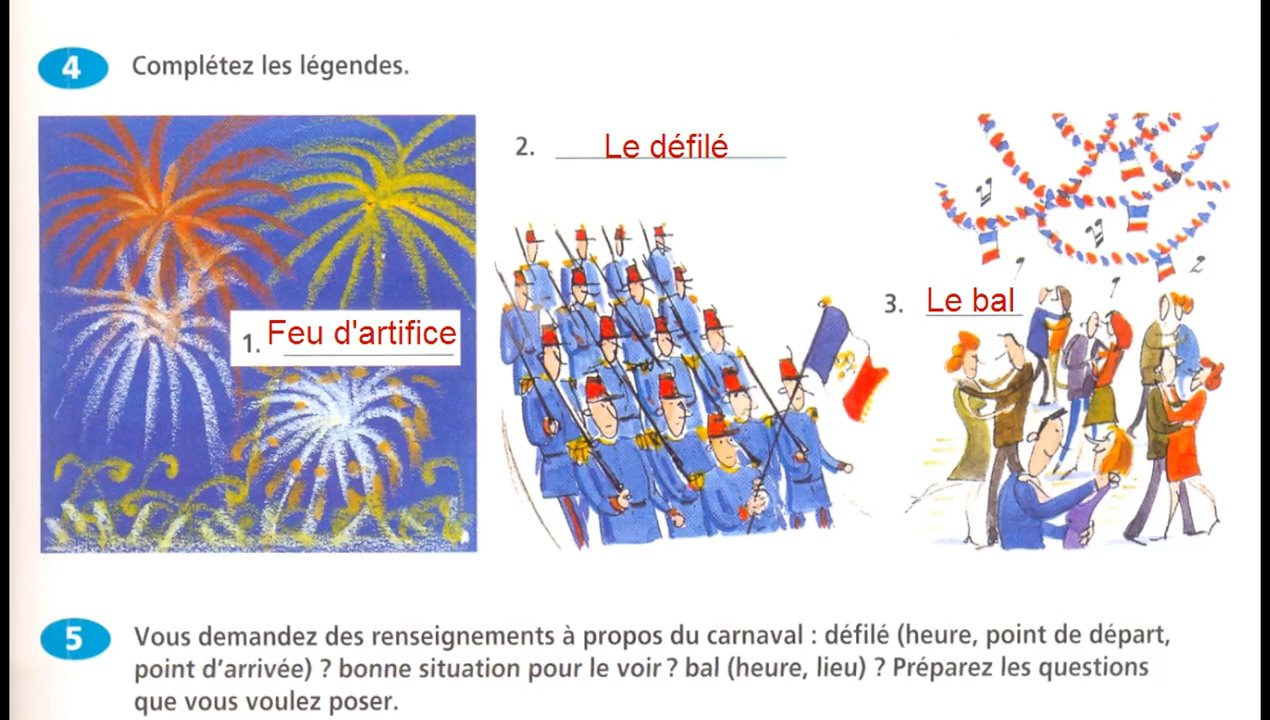 4 Complétez les légendes.
2. Le défilé
3. Le bal
1. Feu d'artifice
5 Vous demandez des renseignements à propos du carnaval : défilé (heure, point de départ,
point d'arrivée) ? bonne situation pour le voir ? bal (heure, lieu) ? Préparez les questions
que vous voulez poser.